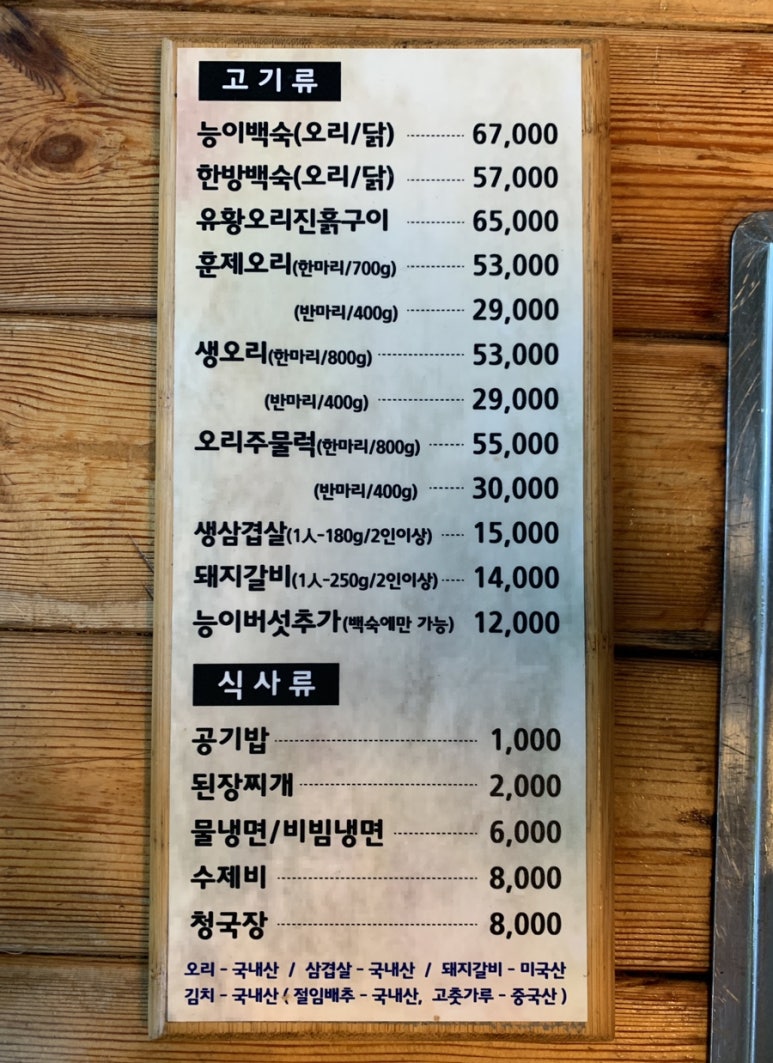 고기류
능이백숙(오리/닭) 67,000
한방백숙(오리/닭) 57,000
유황오리진흙구이 65,000
훈제오리(한마리/700g) 53,000
(반마리/400g) 29,000
생오리(한마리/800g) 53,000
(반마리/400g) 29,000
오리주물럭(한마리/800g) 55,000
(반마리/400g) 30,000
생삼겹살(1人-180g/2인이상) 15,000
돼지갈비(1人-250g/2인이상) 14,000
능이버섯추가(백숙에만 가능) 12,000
식사류
공기밥 1,000
된장찌개 2,000
물냉면/비빔냉면 6,000
수제비 8,000
청국장 8,000
오리 - 국내산 / 삼겹살 - 국내산 / 돼지갈비 - 미국산
김치 - 국내산 ( 절임배추 - 국내산, 고춧가루 - 중국산 )